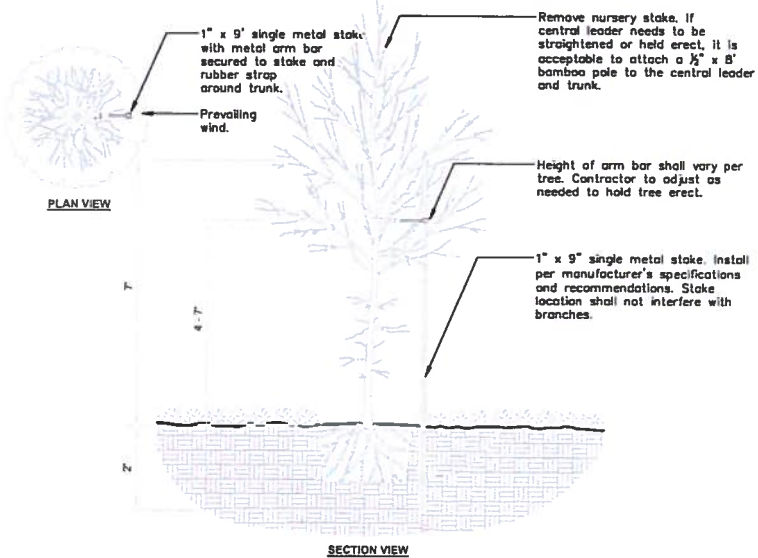 1" x 9' single metal stake
with metal arm bar
secured to stake and
rubber strap
around trunk.
Prevailing
wind.
PLAN VIEW
Remove nursery stake. If
central leader needs to be
straightened or held erect, it is
acceptable to attach a ½" x 8'
bamboo pole to the central leader
and trunk.
Height of arm bar shall vary per
tree. Contractor to adjust as
needed to hold tree erect.
1" x 9" single metal stake. Install
per manufacturer's specifications
and recommendations. Stake
location shall not interfere with
branches.
7'
4-7'
2'
SECTION VIEW